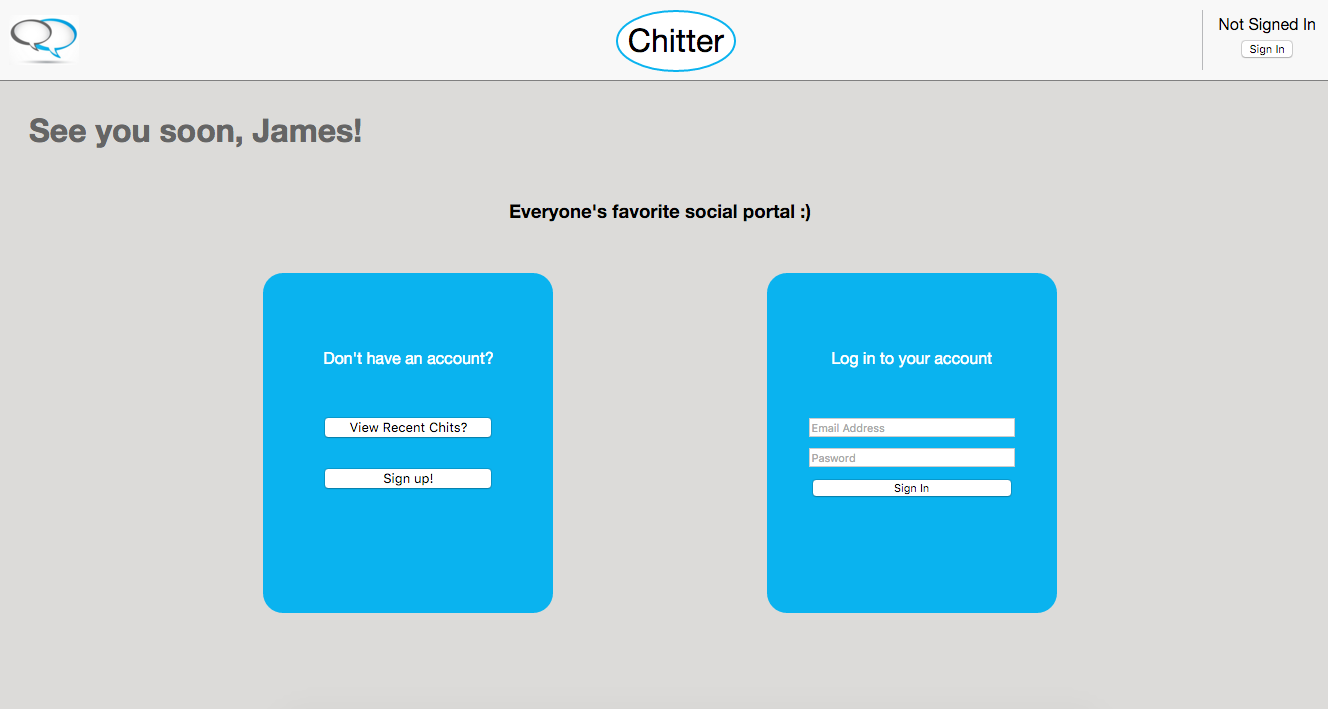 Chitter
Not Signed In
Sign In
See you soon, James!
Everyone's favorite social portal :)
Don't have an account?
View Recent Chits?
Sign up!
Log in to your account
Email Address
Pasword
Sign In